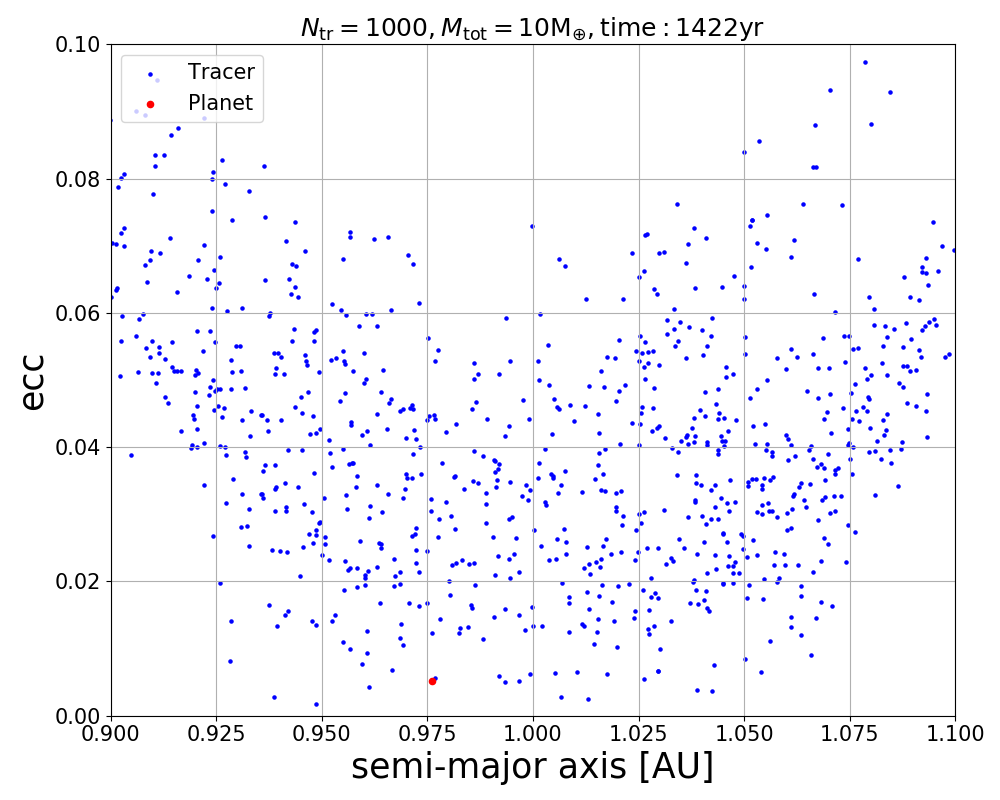 N_tr = 1000, M_tot = 10M_⊕, time : 1422yr
Tracer
Planet
0.10
0.08
0.06
0.04
0.02
0.00
ecc
0.900 0.925 0.950 0.975 1.000 1.025 1.050 1.075 1.100
semi-major axis [AU]